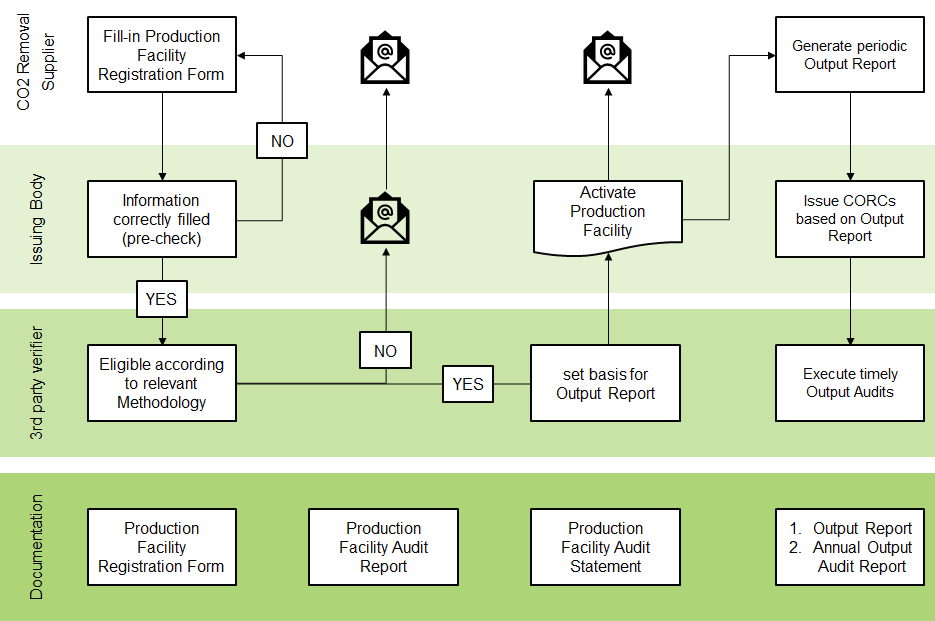 CO2 Removal
Supplier
Fill-in Production
Facility
Registration Form
@
@
Generate periodic
Output Report
NO
Issuing Body
Information
correctly filled
(pre-check)
@
Activate
Production
Facility
Issue CORCs
based on Output
Report
YES
3rd party verifier
Eligible according
to relevant
Methodology
NO
YES
set basis for
Output Report
Execute timely
Output Audits
Documentation
Production
Facility
Registration Form
Production
Facility Audit
Report
Production
Facility Audit
Statement
1. Output Report
2. Annual Output
Audit Report